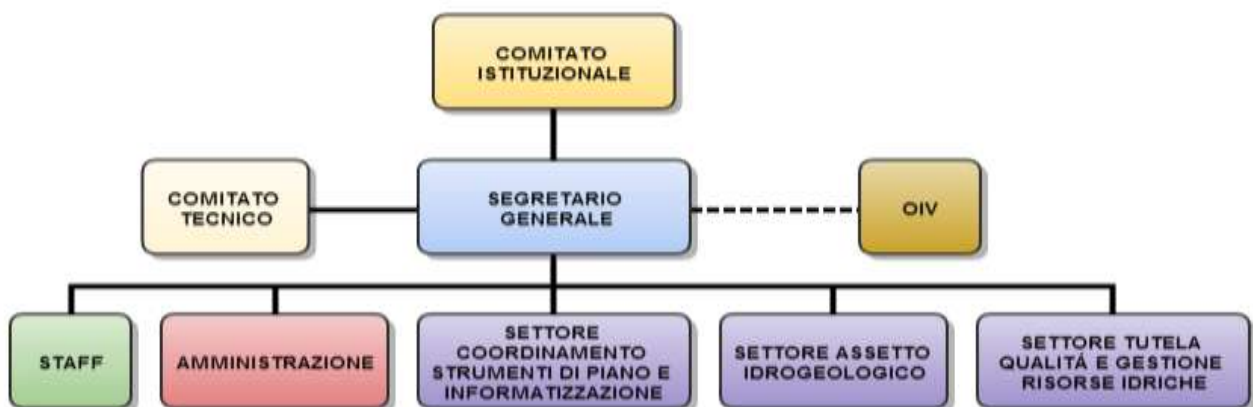 COMITATO
ISTITUZIONALE
COMITATO
TECNICO
SEGRETARIO
GENERALE
OIV
STAFF
AMMINISTRAZIONE
SETTORE
COORDINAMENTO
STRUMENTI DI PIANO E
INFORMATIZZAZIONE
SETTORE ASSETTO
IDROGEOLOGICO
SETTORE TUTELA
QUALITÁ E GESTIONE
RISORSE IDRICHE